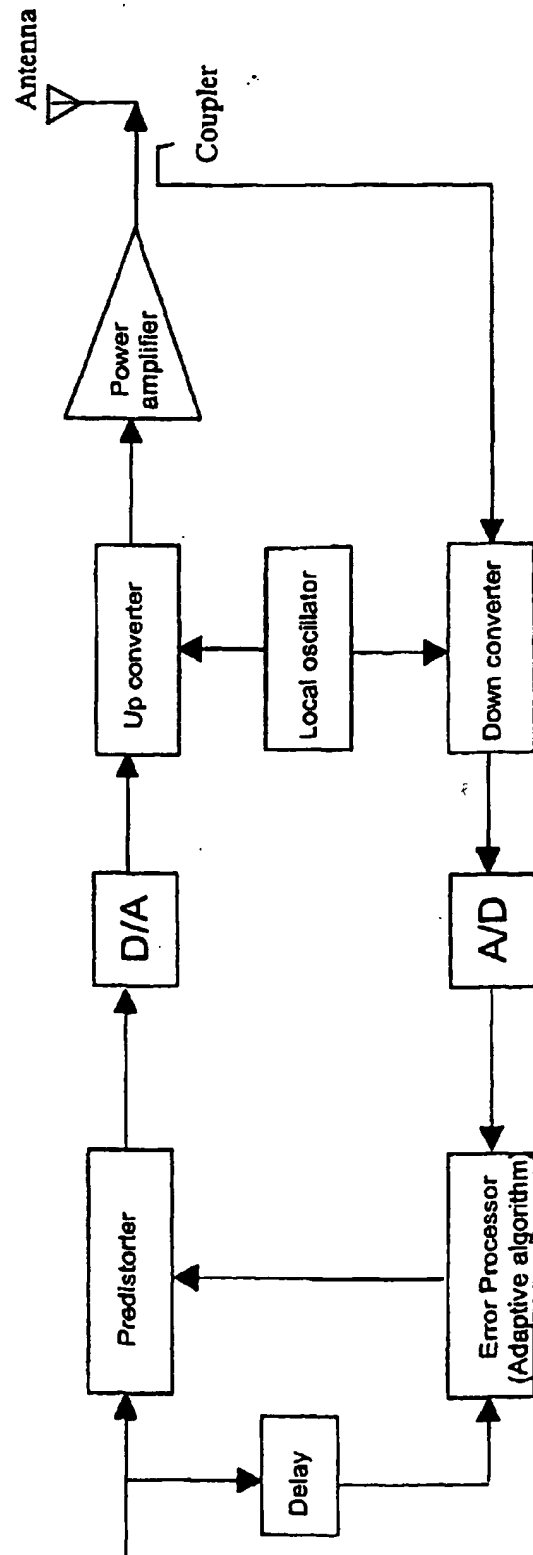 Antenna
Coupler
Power
amplifier
Up converter
Local oscillator
Down converter
D/A
A/D
Predistorter
Error Processor
(Adaptive algorithm)
Delay